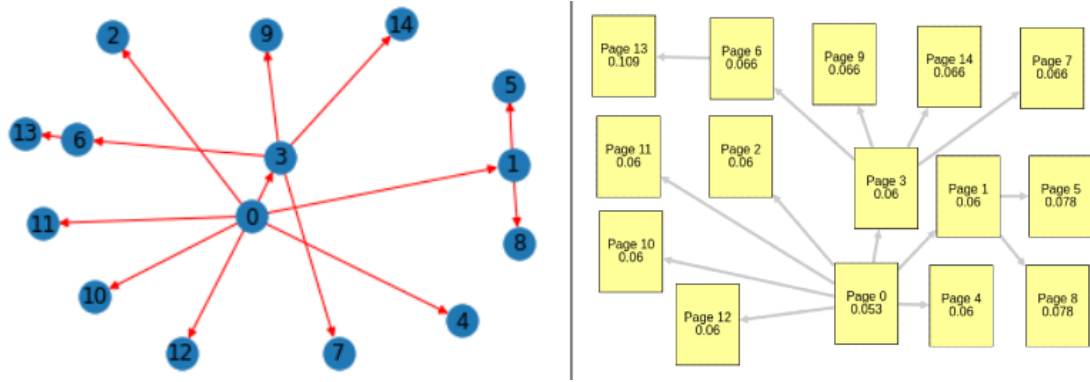 2
9
14
5
13
6
3
1
0
11
8
10
4
12
7
Page 13
0.109
Page 6
0.066
Page 9
0.066
Page 14
0.066
Page 7
0.066
Page 11
0.06
Page 2
0.06
Page 3
0.06
Page 1
0.06
Page 5
0.078
Page 10
0.06
Page 12
0.06
Page 0
0.053
Page 4
0.06
Page 8
0.078